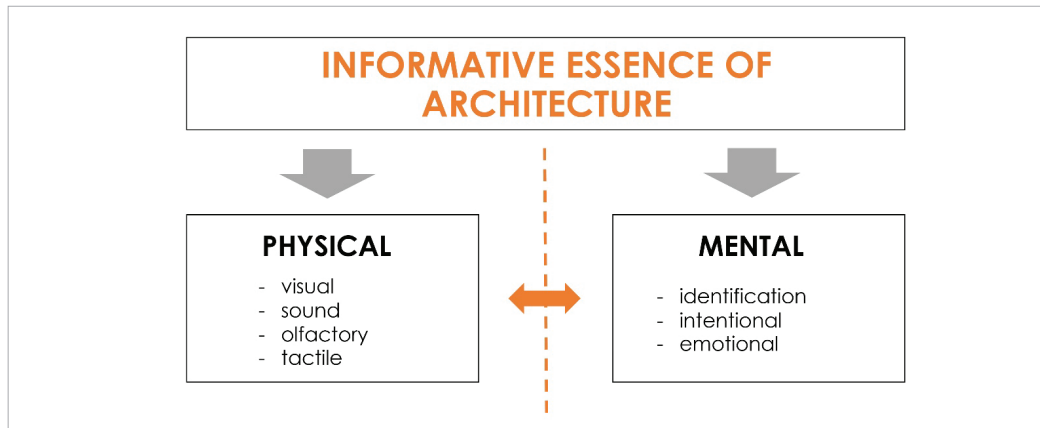 INFORMATIVE ESSENCE OF
ARCHITECTURE
PHYSICAL
- visual
- sound
- olfactory
- tactile
MENTAL
- identification
- intentional
- emotional